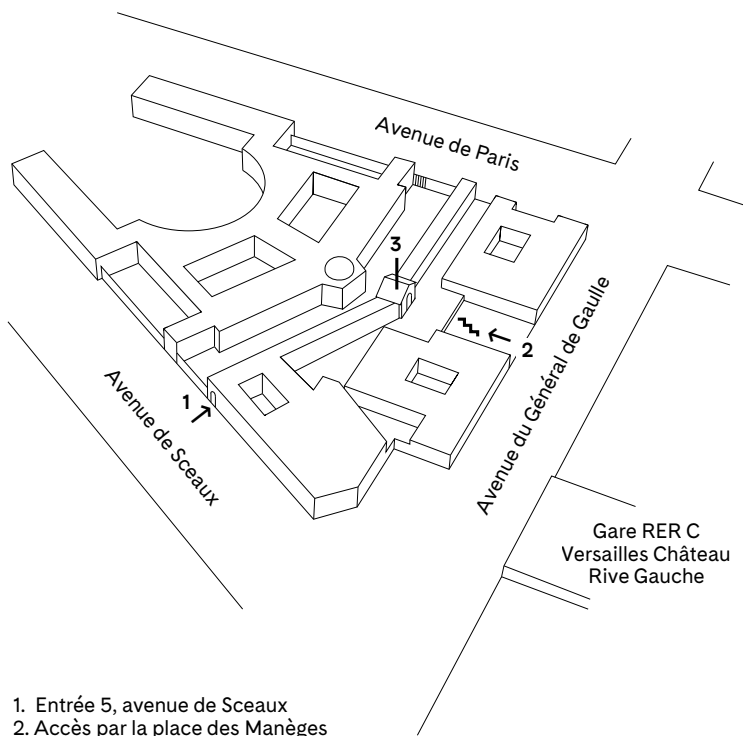 Avenue de Paris
3
2
1
Avenue de Sceaux
Avenue du Général de Gaulle
Gare RER C
Versailles Château
Rive Gauche
1. Entrée 5, avenue de Sceaux
2. Accès par la place des Manèges